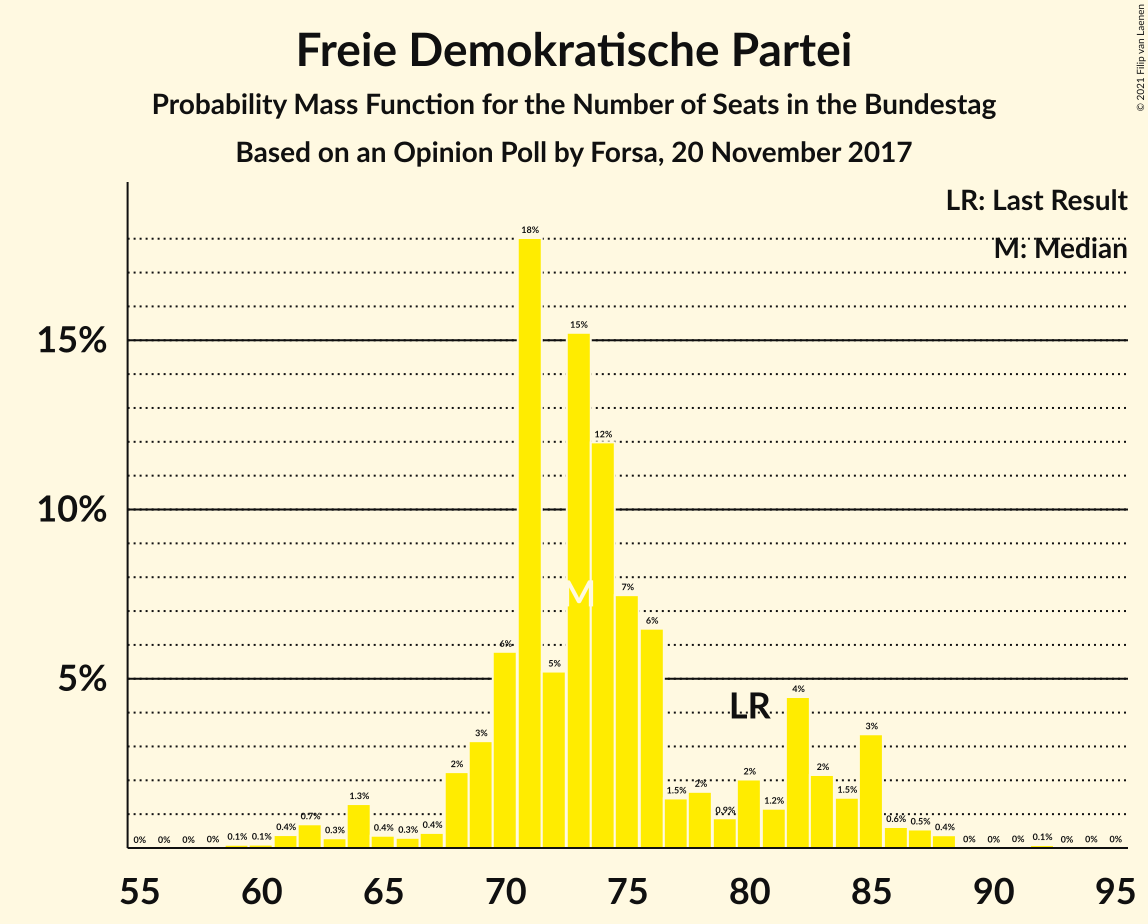 Freie Demokratische Partei
Probability Mass Function for the Number of Seats in the Bundestag
Based on an Opinion Poll by Forsa, 20 November 2017
© 2021 Filip van Laenen
LR: Last Result
M: Median
15%
10%
5%
0% 0% 0% 0% 0.1% 0.1% 0.4% 0.7% 0.3% 1.3% 0.4% 0.3% 0.4% 2% 3% 6% 18% 5% 15% 12% 7% 6% 1.5% 2% 0.9% 2% 1.2% 4% 2% 1.5% 3% 0.6% 0.5% 0.4% 0% 0% 0% 0.1% 0% 0% 0%
M
LR
55 60 65 70 75 80 85 90 95